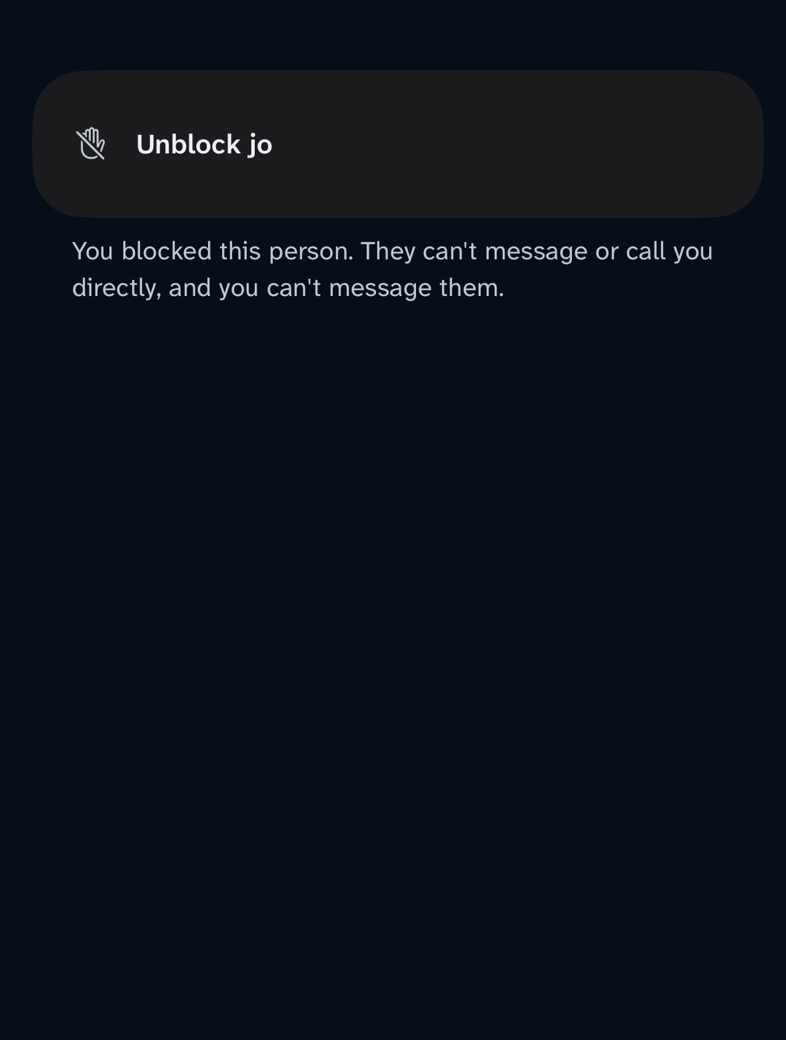 Unblock jo
You blocked this person. They can't message or call you
directly, and you can't message them.